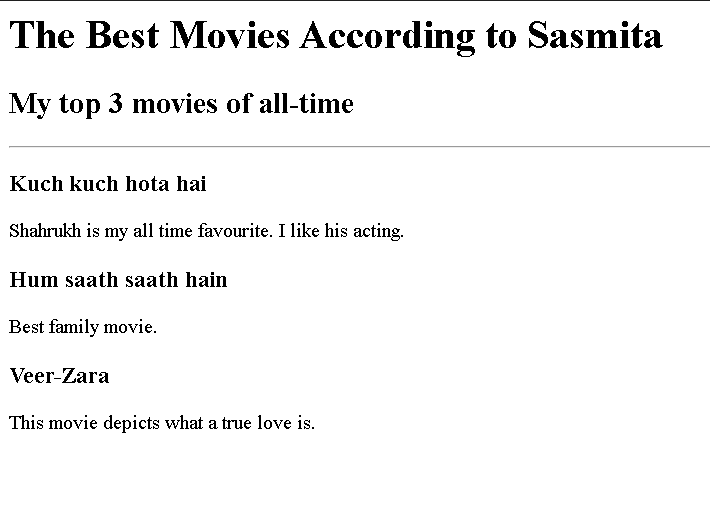 The Best Movies According to Sasmita
My top 3 movies of all-time
Kuch kuch hota hai
Shahrukh is my all time favourite. I like his acting.
Hum saath saath hain
Best family movie.
Veer-Zara
This movie depicts what a true love is.